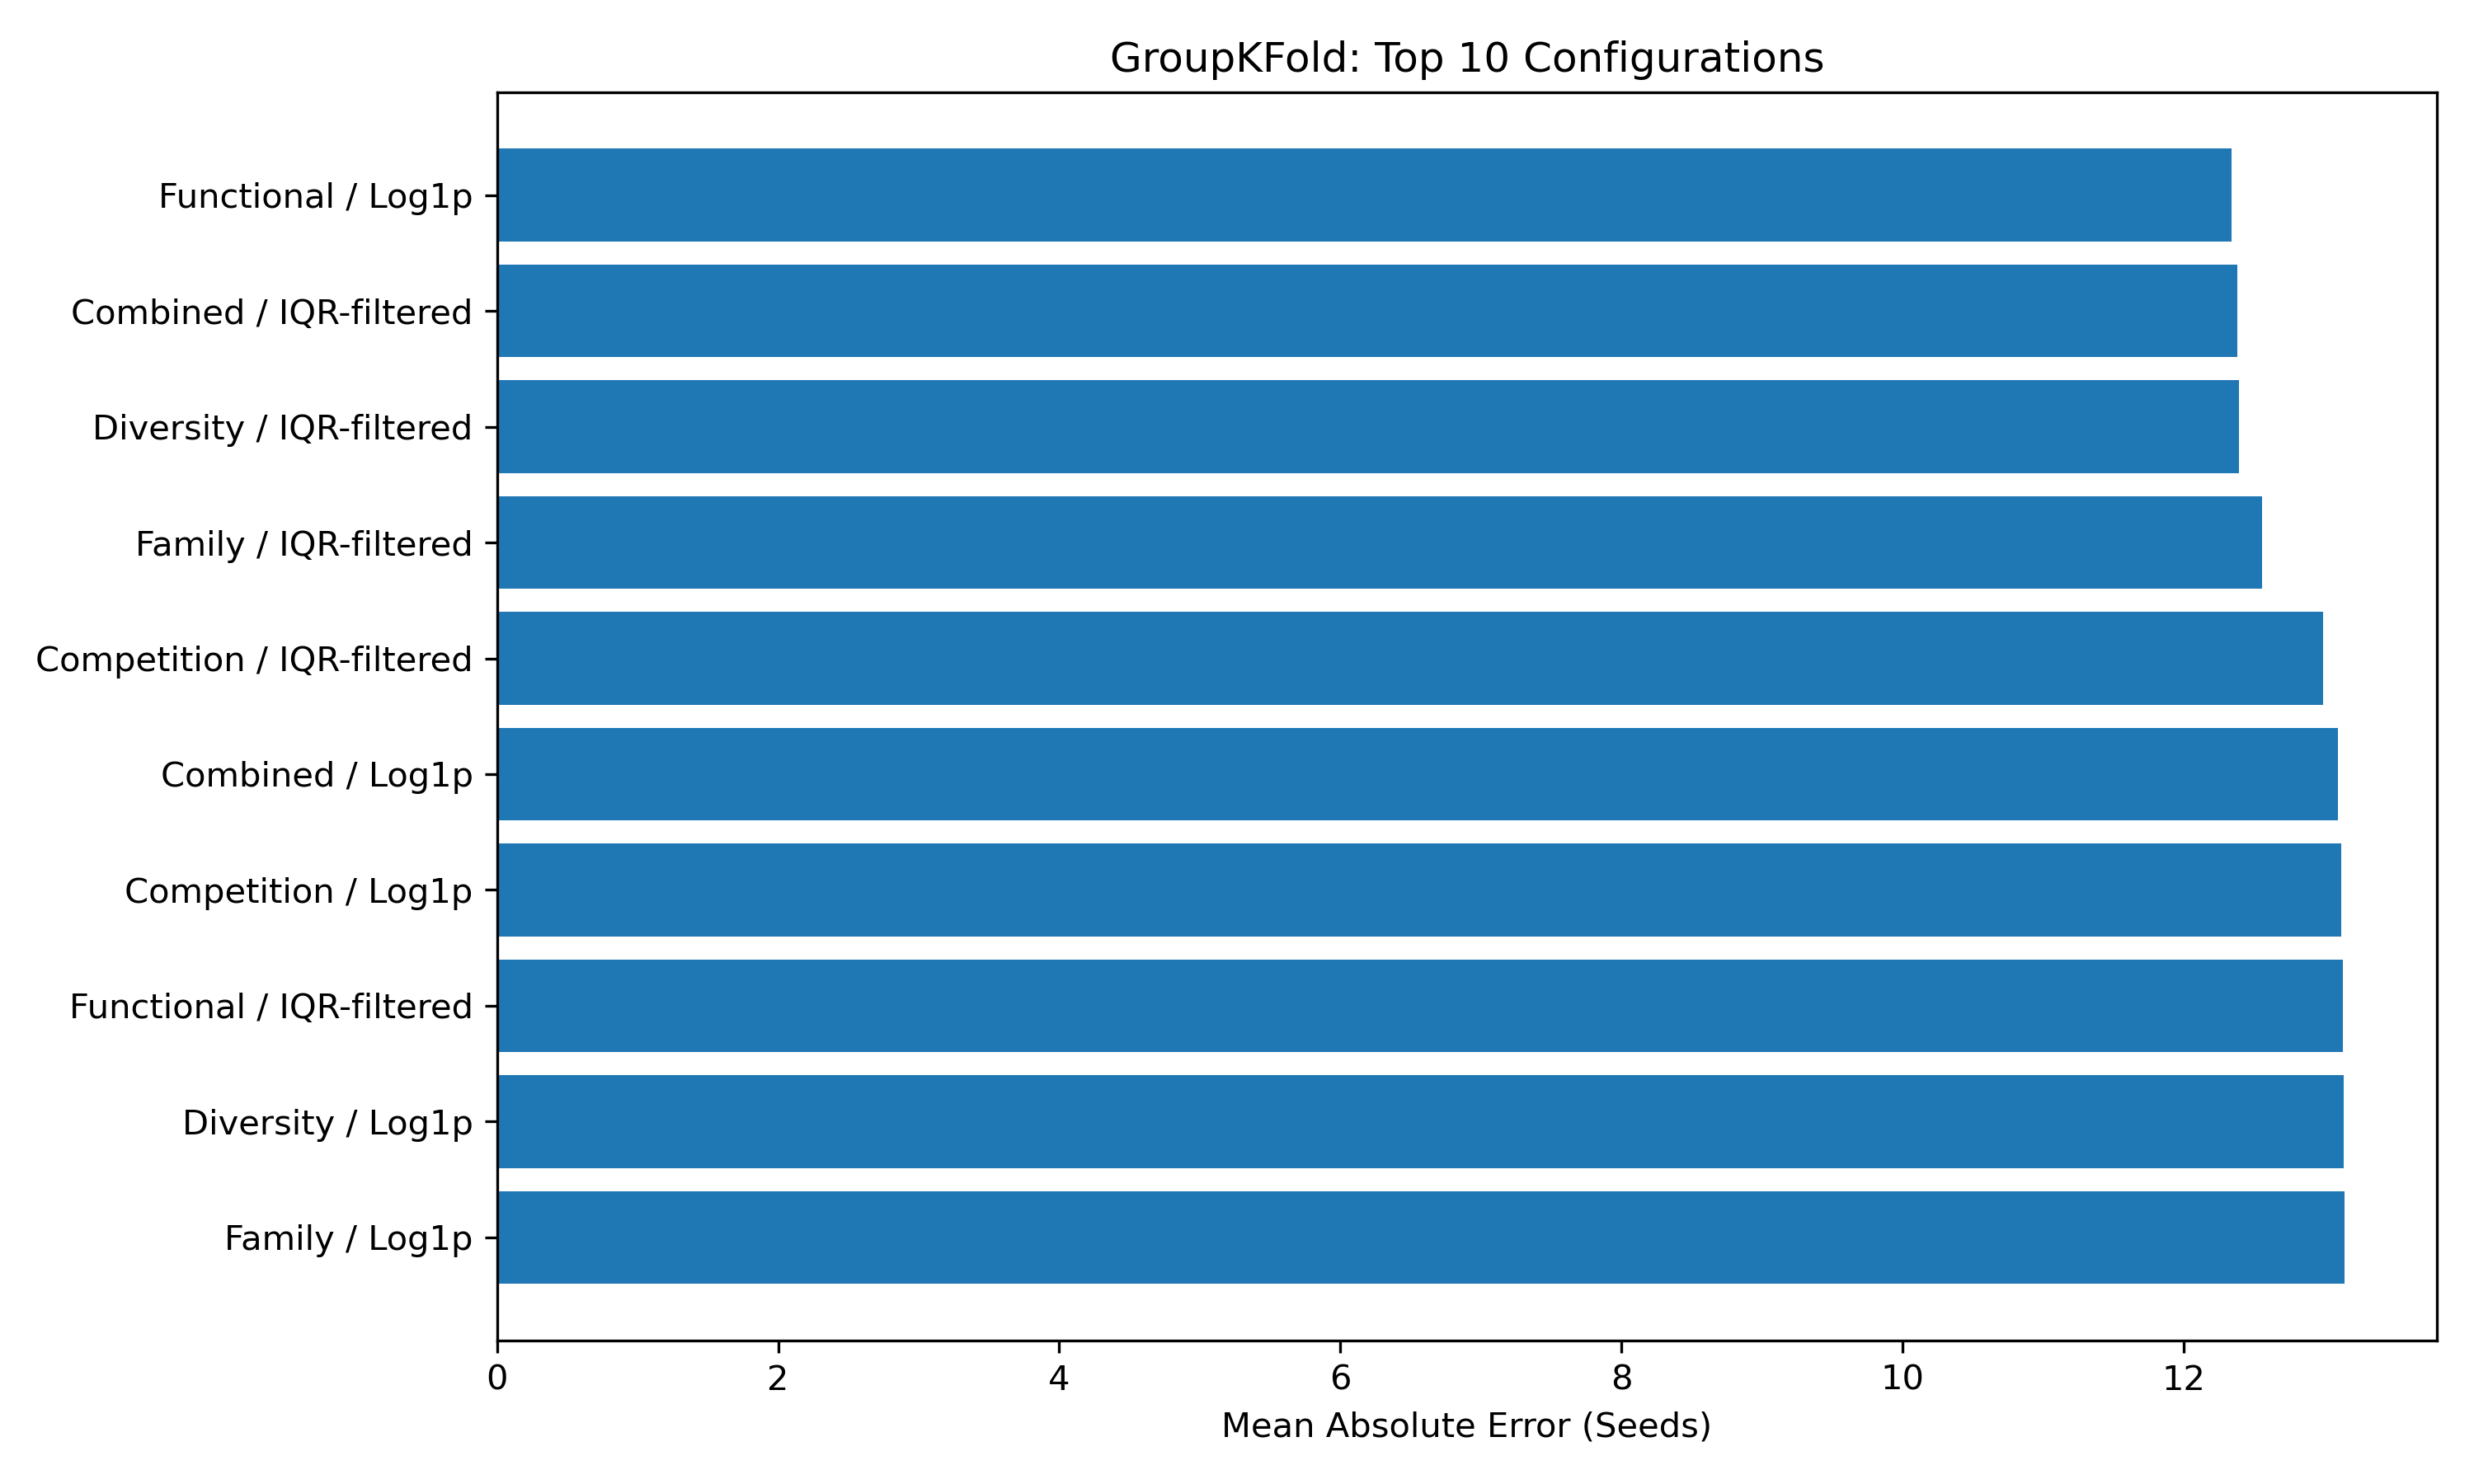 GroupKFold: Top 10 Configurations
Functional / Log1p
Combined / IQR-filtered
Diversity / IQR-filtered
Family / IQR-filtered
Competition / IQR-filtered
Combined / Log1p
Competition / Log1p
Functional / IQR-filtered
Diversity / Log1p
Family / Log1p
0 2 4 6 8 10 12
Mean Absolute Error (Seeds)